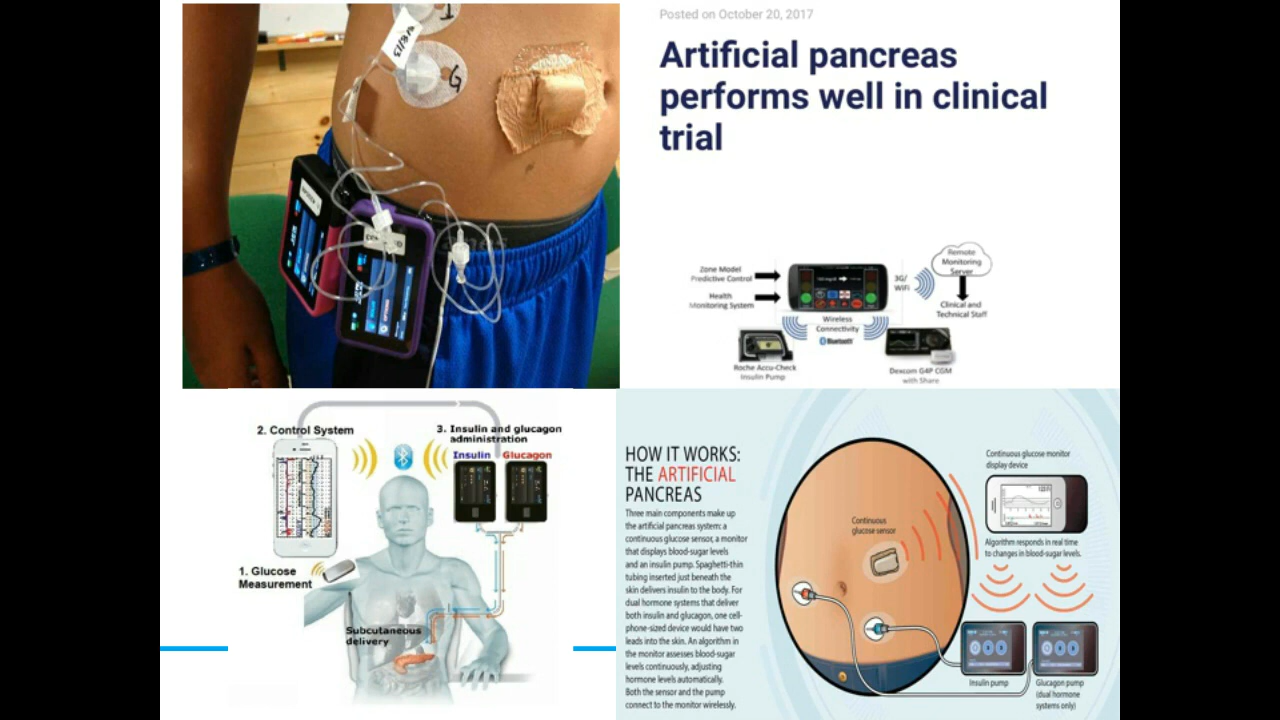 I
6/8/13
G
Posted on October 20, 2017
Artificial pancreas
performs well in clinical
trial
Zone Model
Predictive Control
Health
Monitoring System
3G/
WiFi
Remote
Monitoring
Server
Clinical and
Technical Staff
Wireless
Connectivity
Bluetooth
Roche Accu-Check
Insulin Pump
Dexcom G4P CGM
with Share
2. Control System
3. Insulin and glucagon
administration
Insulin
Glucagon
1. Glucose
Measurement
Subcutaneous
delivery
HOW IT WORKS:
THE ARTIFICIAL
PANCREAS
Three main components make up
the artificial pancreas system: a
continuous glucose sensor, a monitor
that displays blood-sugar levels
and an insulin pump. Spaghetti-thin
tubing inserted just beneath the
skin delivers insulin to the body. For
dual hormone systems that deliver
both insulin and glucagon, one cell-
phone-sized device would have two
leads into the skin. An algorithm in
the monitor assesses blood-sugar
levels continuously, adjusting
hormone levels automatically.
Both the sensor and the pump
connect to the monitor wirelessly.
Continuous
glucose sensor
Continuous glucose monitor
display device
Algorithm responds in real time
to changes in blood-sugar levels.
Insulin pump
Glucagon pump
(dual hormone
systems only)